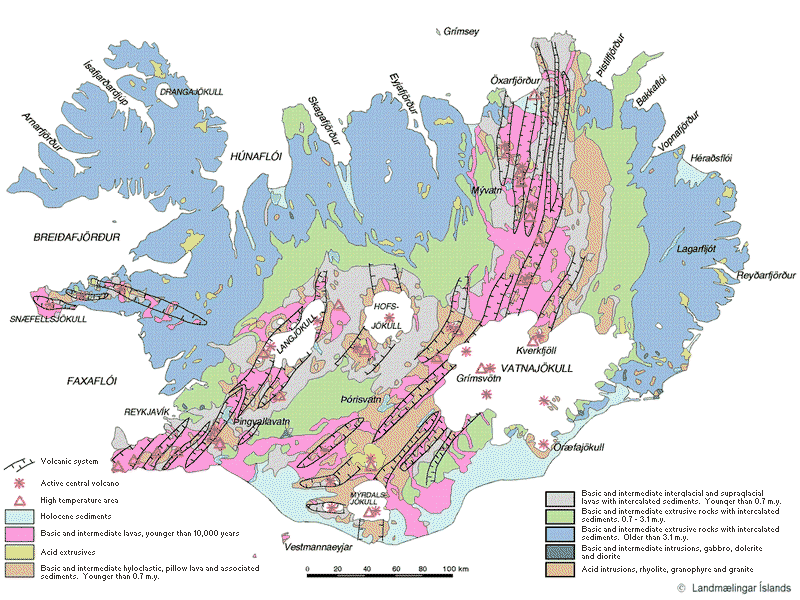 Grímsey
Ísafjarðardjúp
DRANGAJÖKULL
Arnarfjörður
HÚNAFLÓI
Skagafjörður
Eyjafjörður
Öxarfjörður
Þistilfjörður
Bakkaflói
Vopnafjörður
Héraðsflói
Mývatn
BREIÐAFJÖRÐUR
Lagarfljót
Reyðarfjörður
SNÆFELLSJÖKULL
LANGJÖKULL
HOFS-
JÖKULL
Kverkfjöll
VATNAJÖKULL
Grímsvötn
FAXAFLÓI
REYKJAVÍK
Þingvallavatn
Þórisvatn
Öræfajökull
MÝRDALS-
JÖKULL
Vestmannaeyjar
Volcanic system
Active central volcano
High temperature area
Holocene sediments
Basic and intermediate lavas, younger than 10,000 years
Acid extrusives
Basic and intermediate hyloclastic, pillow lava and associated
sediments. Younger than 0.7 m.y.
0 20 40 60 80 100 km
Basic and intermediate interglacial and supraglacial
lavas with intercalated sediments. Younger than 0.7 m.y.
Basic and intermediate extrusive rocks with intercalated
sediments. 0.7 - 3.1 m.y.
Basic and intermediate extrusive rocks with intercalated
sediments. Older than 3.1 m.y.
Basic and intermediate intrusions, gabbro, dolerite
and diorite
Acid intrusions, rhyolite, granophyre and granite
© Landmælingar Íslands